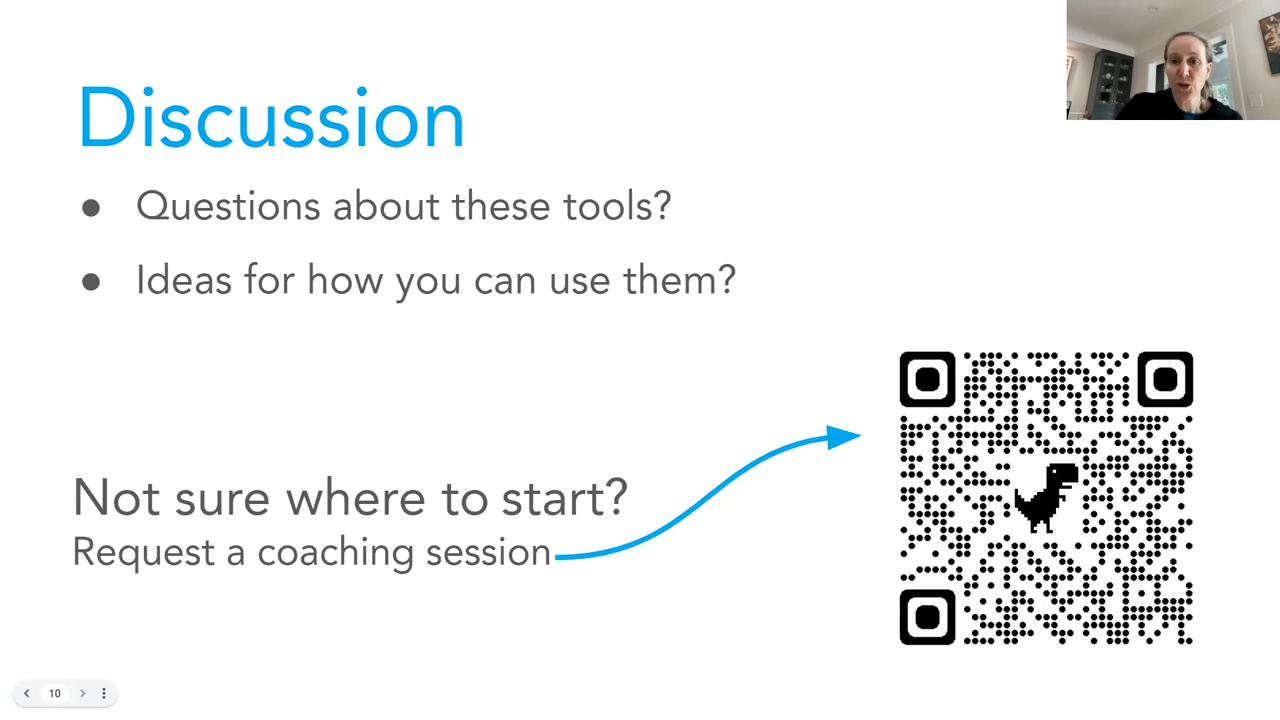 Discussion
● Questions about these tools?
● Ideas for how you can use them?
Not sure where to start?
Request a coaching session
10